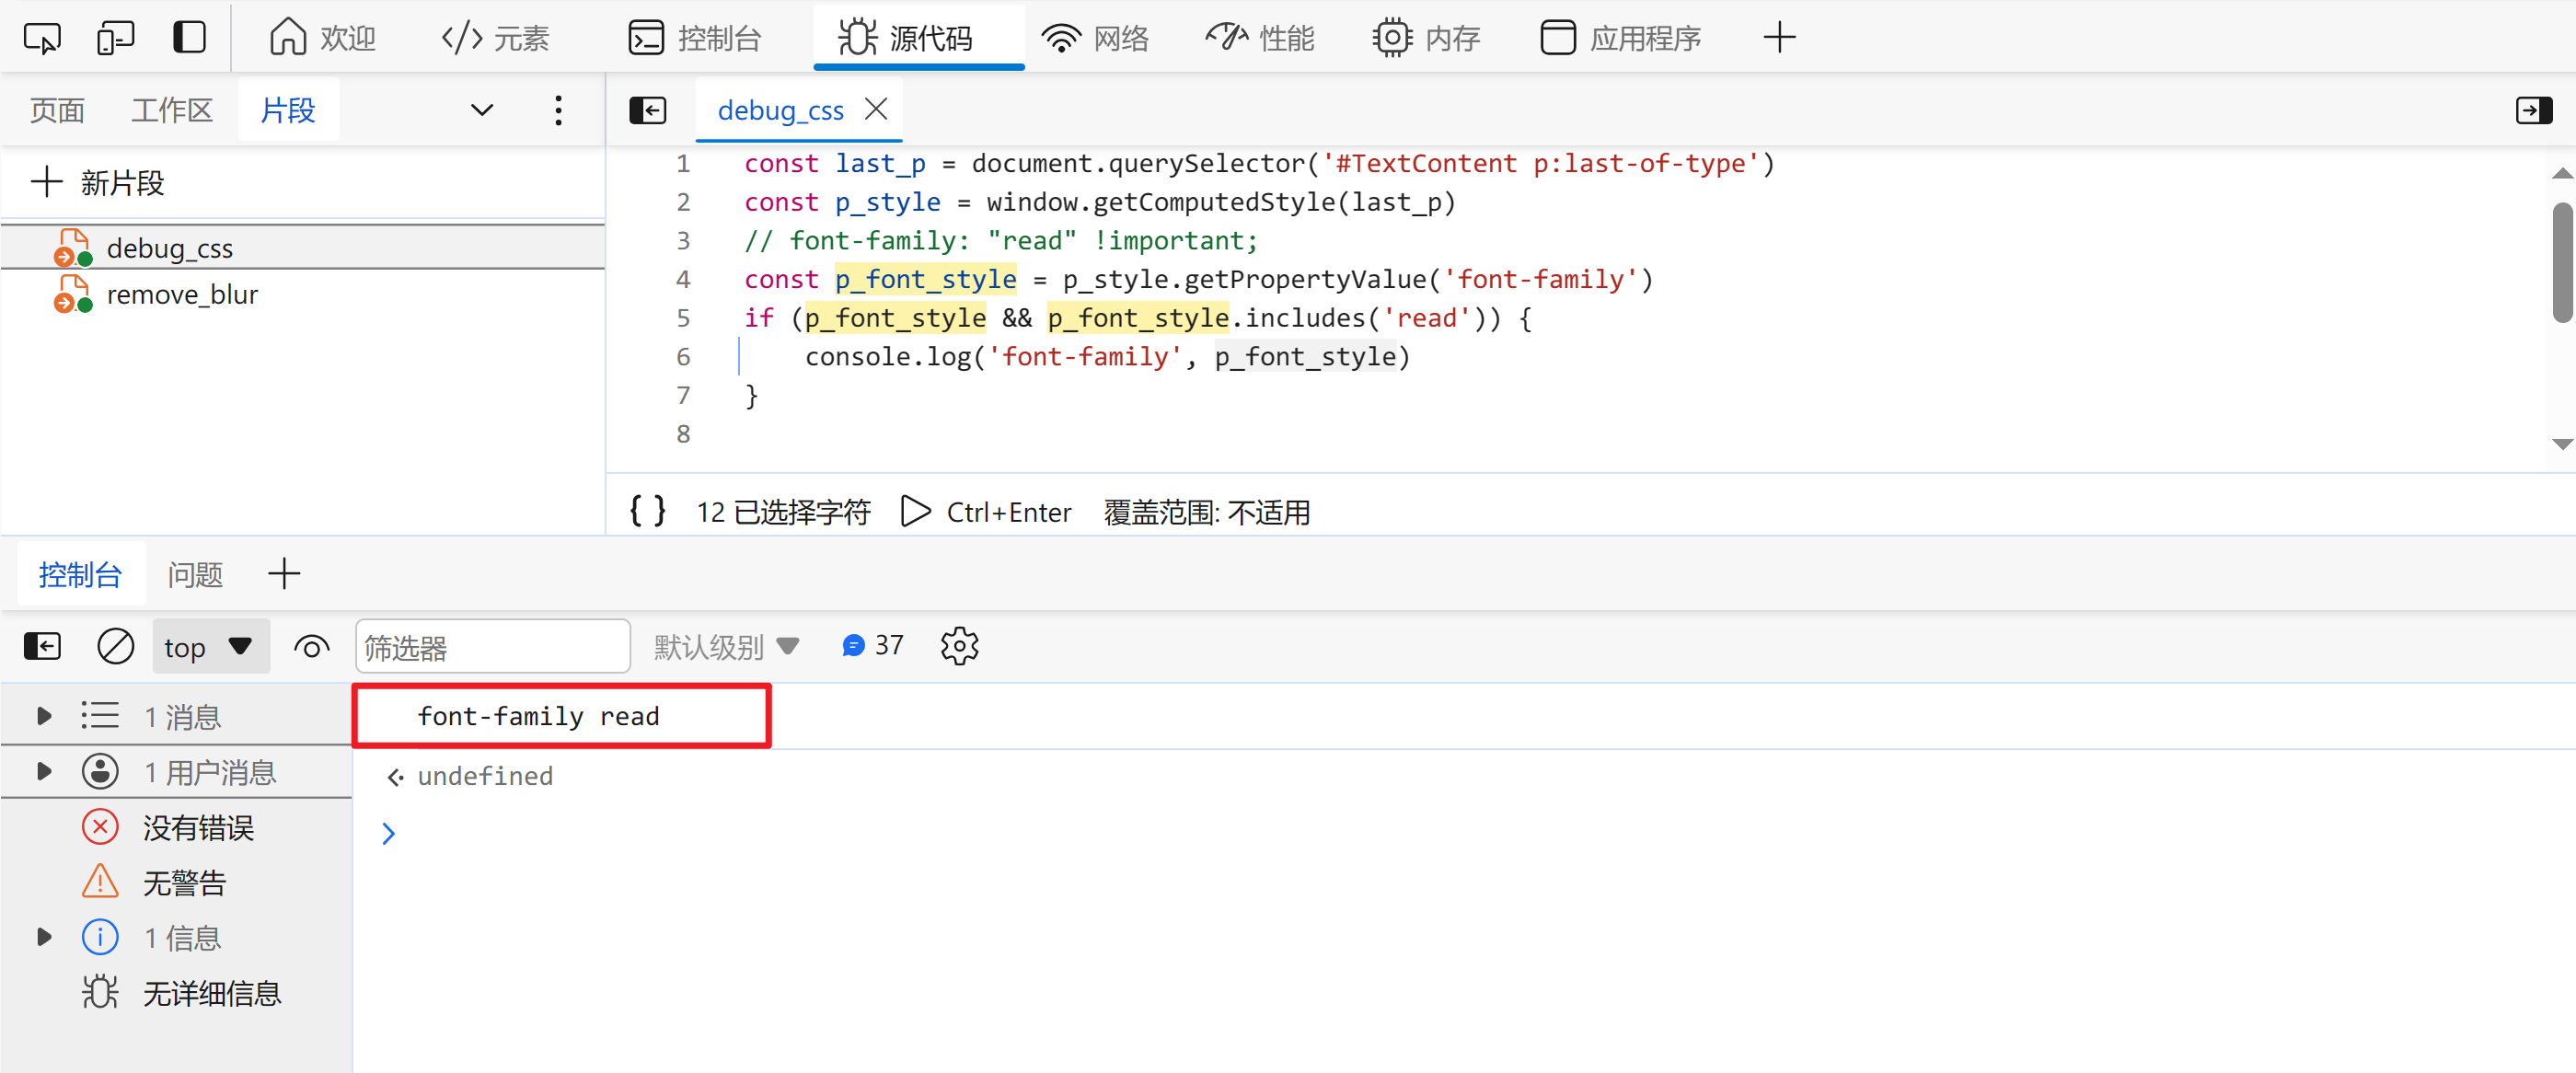 欢迎 元素 控制台 源代码 网络 性能 内存 应用程序
页面 工作区 片段 debug_css
新片段
debug_css
remove_blur
1 const last_p = document.querySelector('#TextContent p:last-of-type')
2 const p_style = window.getComputedStyle(last_p)
3 // font-family: "read" !important;
4 const p_font_style = p_style.getPropertyValue('font-family')
5 if (p_font_style && p_font_style.includes('read')) {
6 console.log('font-family', p_font_style)
7 }
8
{ } 12 已选择字符 Ctrl+Enter 覆盖范围: 不适用
控制台 问题
top 筛选器 默认级别 37
1 消息
1 用户消息
没有错误
无警告
1 信息
无详细信息
font-family read
undefined